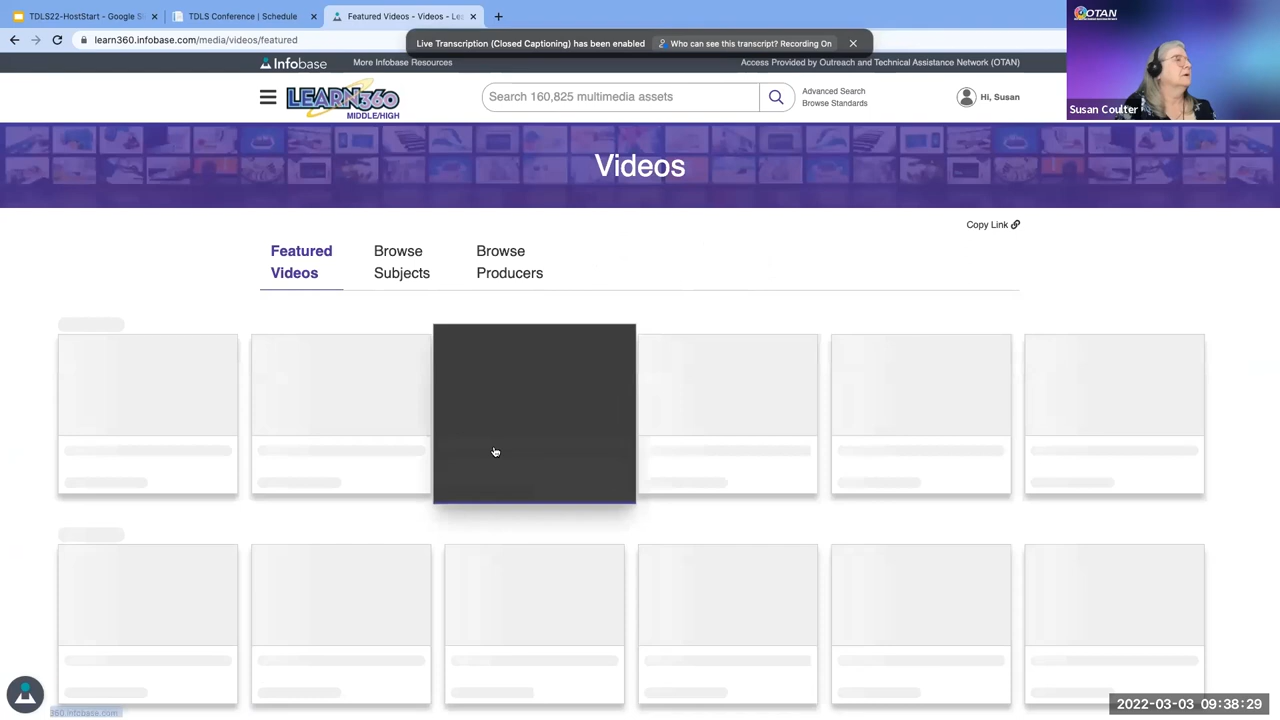 TDLS22-HostStart - Google S
TDLS Conference | Schedule
Featured Videos - Videos - Le
learn360.infobase.com/media/videos/featured
Live Transcription (Closed Captioning) has been enabled
Who can see this transcript? Recording On
OTAN
Susan Coulter
Infobase
More Infobase Resources
Access Provided by Outreach and Technical Assistance Network (OTAN)
LEARN360
MIDDLE/HIGH
Search 160,825 multimedia assets
Advanced Search
Browse Standards
Hi, Susan
Videos
Copy Link
Featured
Videos
Browse
Subjects
Browse
Producers
360.infobase.com
2022-03-03 09:38:29